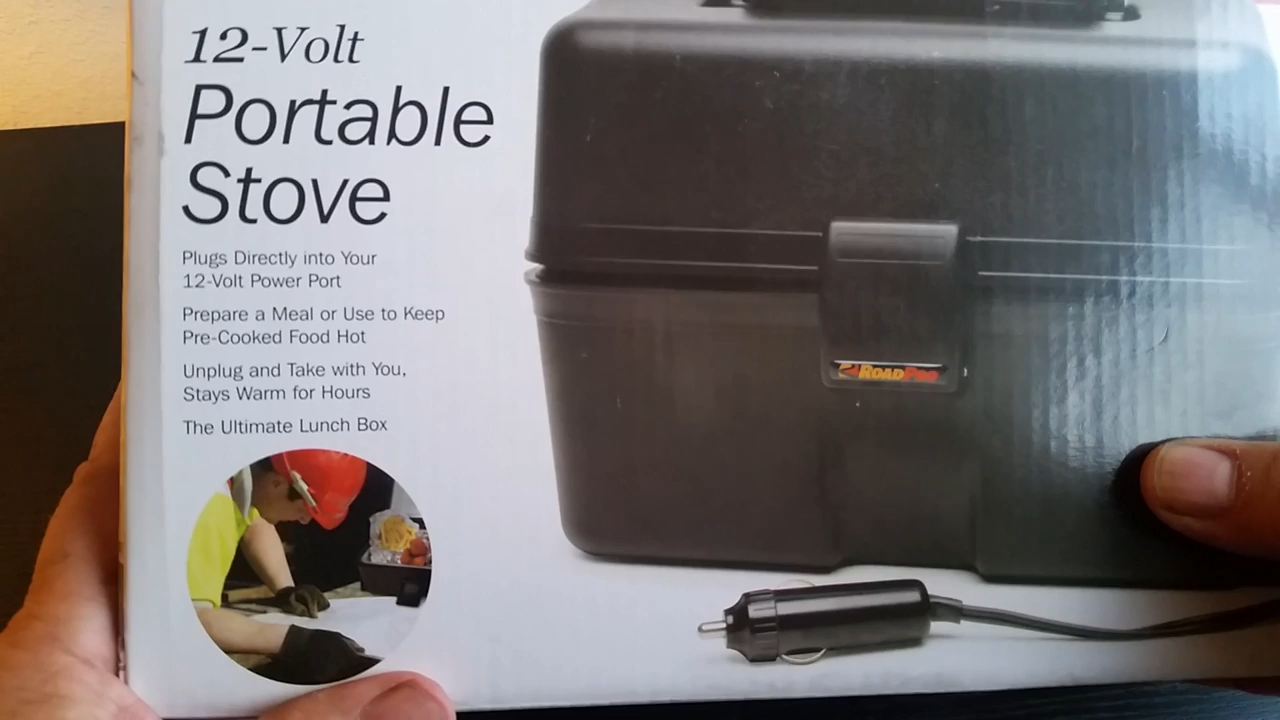 12-Volt
Portable
Stove
Plugs Directly into Your
12-Volt Power Port
Prepare a Meal or Use to Keep
Pre-Cooked Food Hot
Unplug and Take with You,
Stays Warm for Hours
The Ultimate Lunch Box
ROADPRO